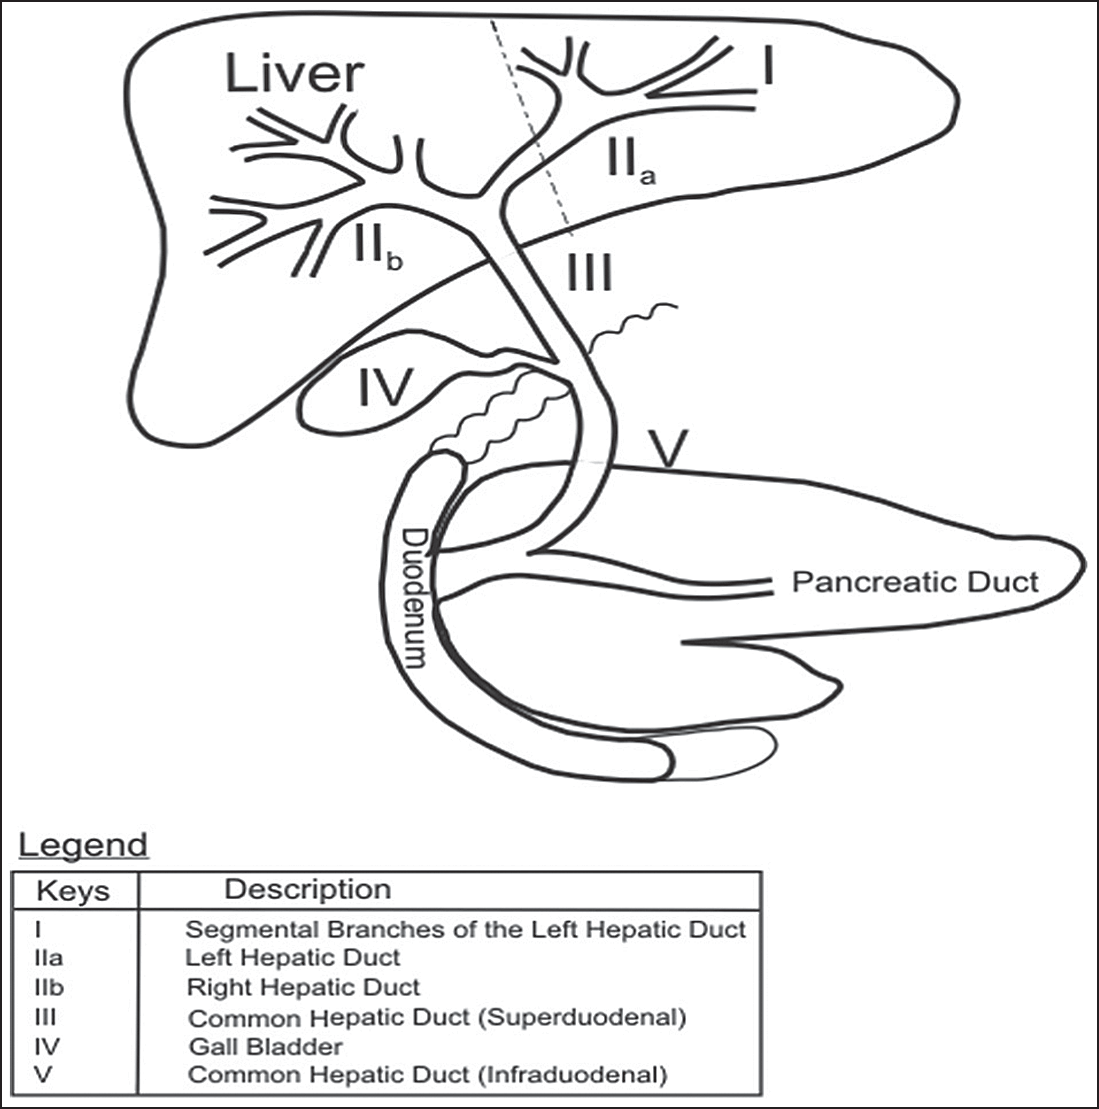 Liver
I
IIa
IIb
III
IV
V
Duodenum
Pancreatic Duct
Legend
Keys Description
I Segmental Branches of the Left Hepatic Duct
IIa Left Hepatic Duct
IIb Right Hepatic Duct
III Common Hepatic Duct (Superduodenal)
IV Gall Bladder
V Common Hepatic Duct (Infraduodenal)